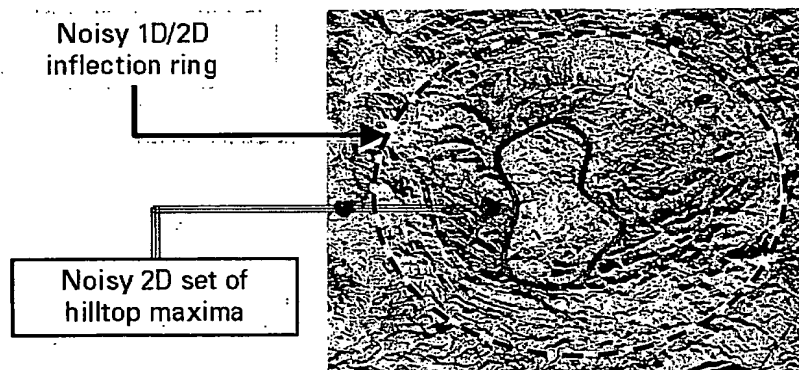 Noisy 1D/2D
inflection ring
Noisy 2D set of
hilltop maxima